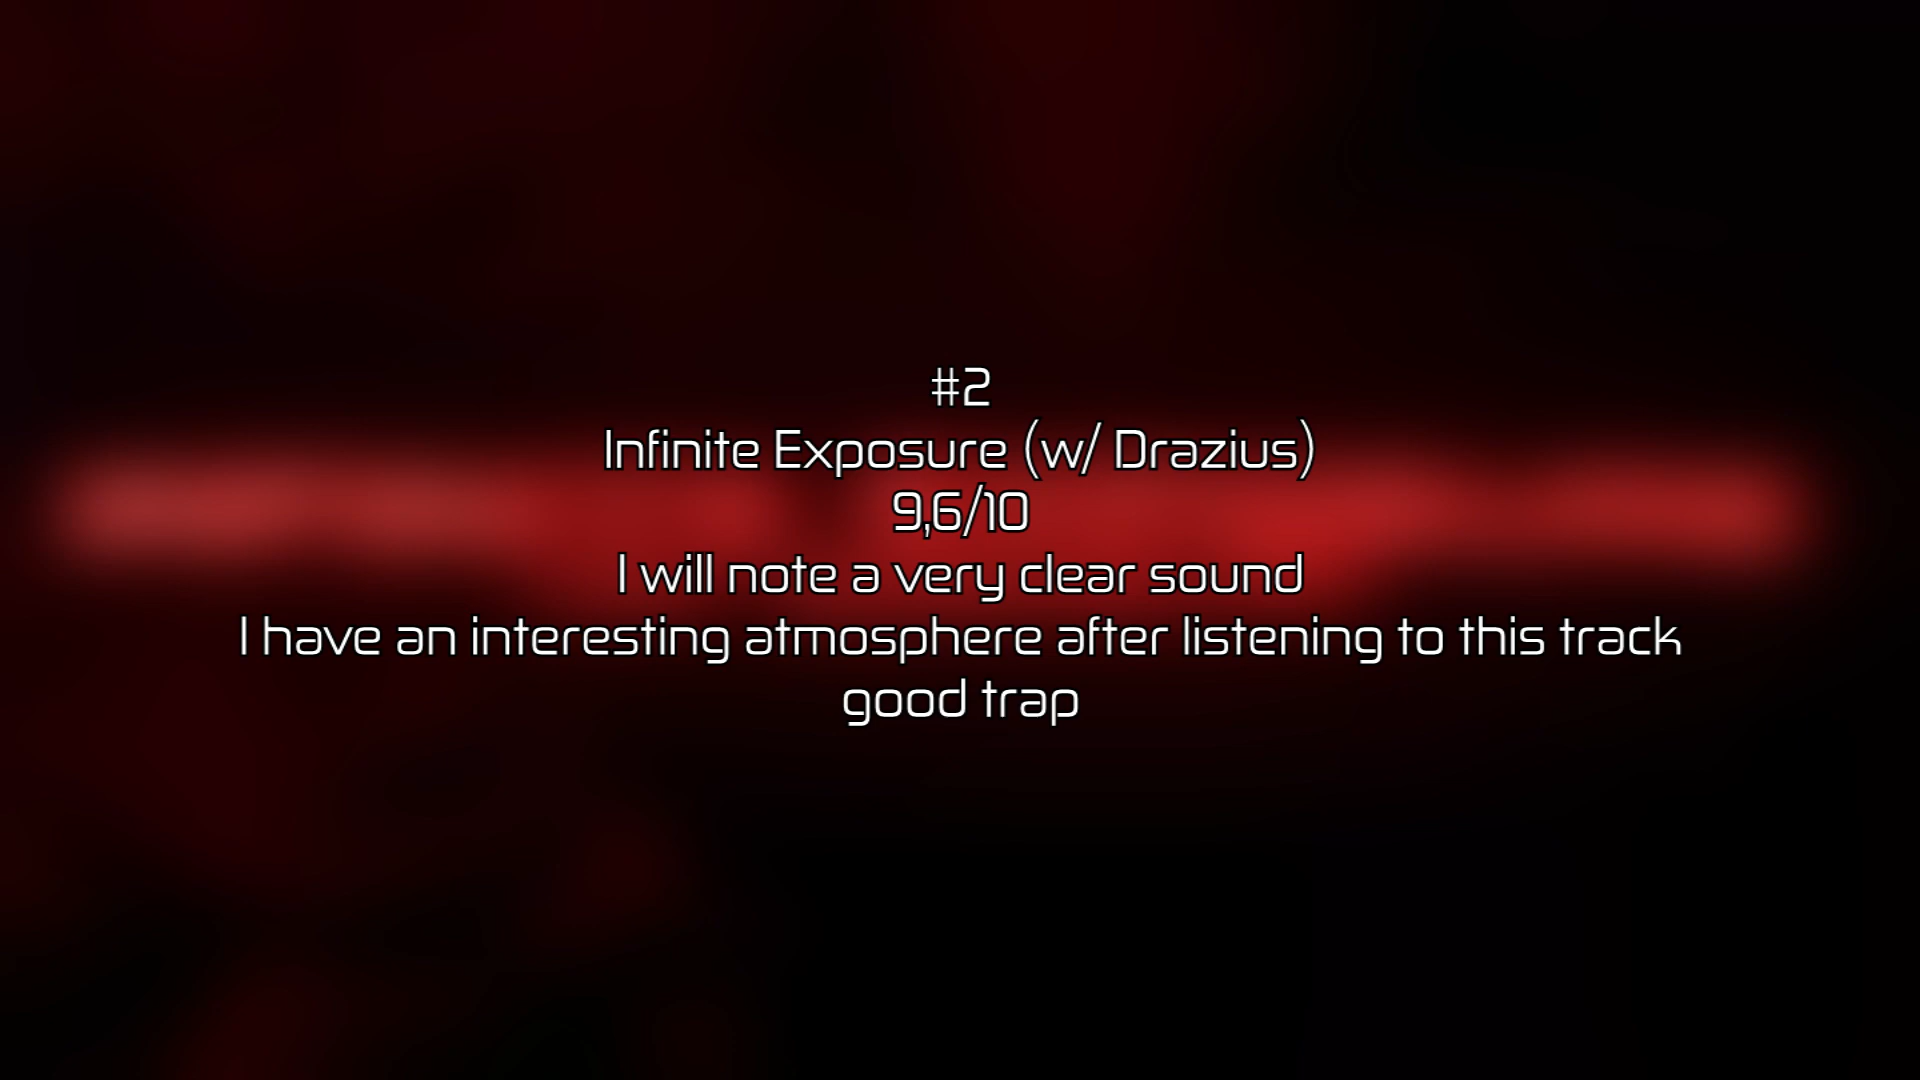 #2
Infinite Exposure (w/ Drazius)
9,6/10
I will note a very clear sound
I have an interesting atmosphere after listening to this track
good trap